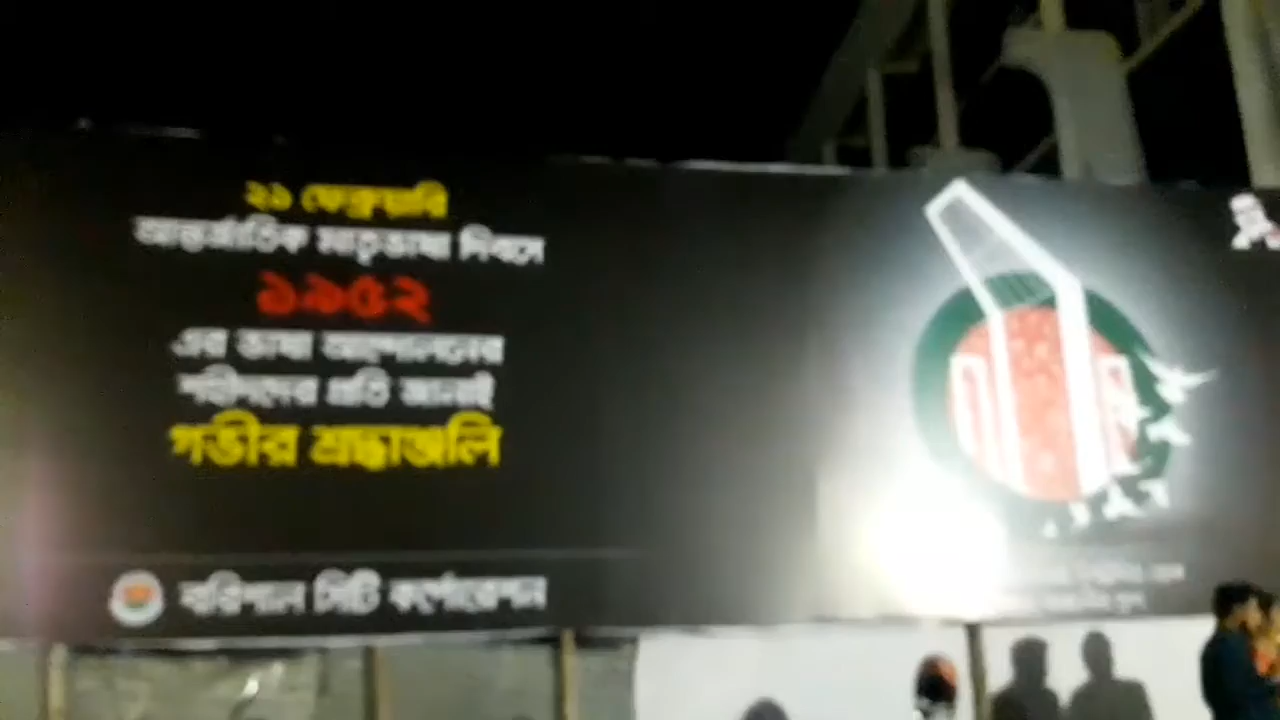 ২১ ফেব্রুয়ারি
আন্তর্জাতিক মাতৃভাষা দিবসে
১৯৫২
এর ভাষা আন্দোলনের
শহীদদের প্রতি জানাই
গভীর শ্রদ্ধাঞ্জলি
বরিশাল সিটি কর্পোরেশন